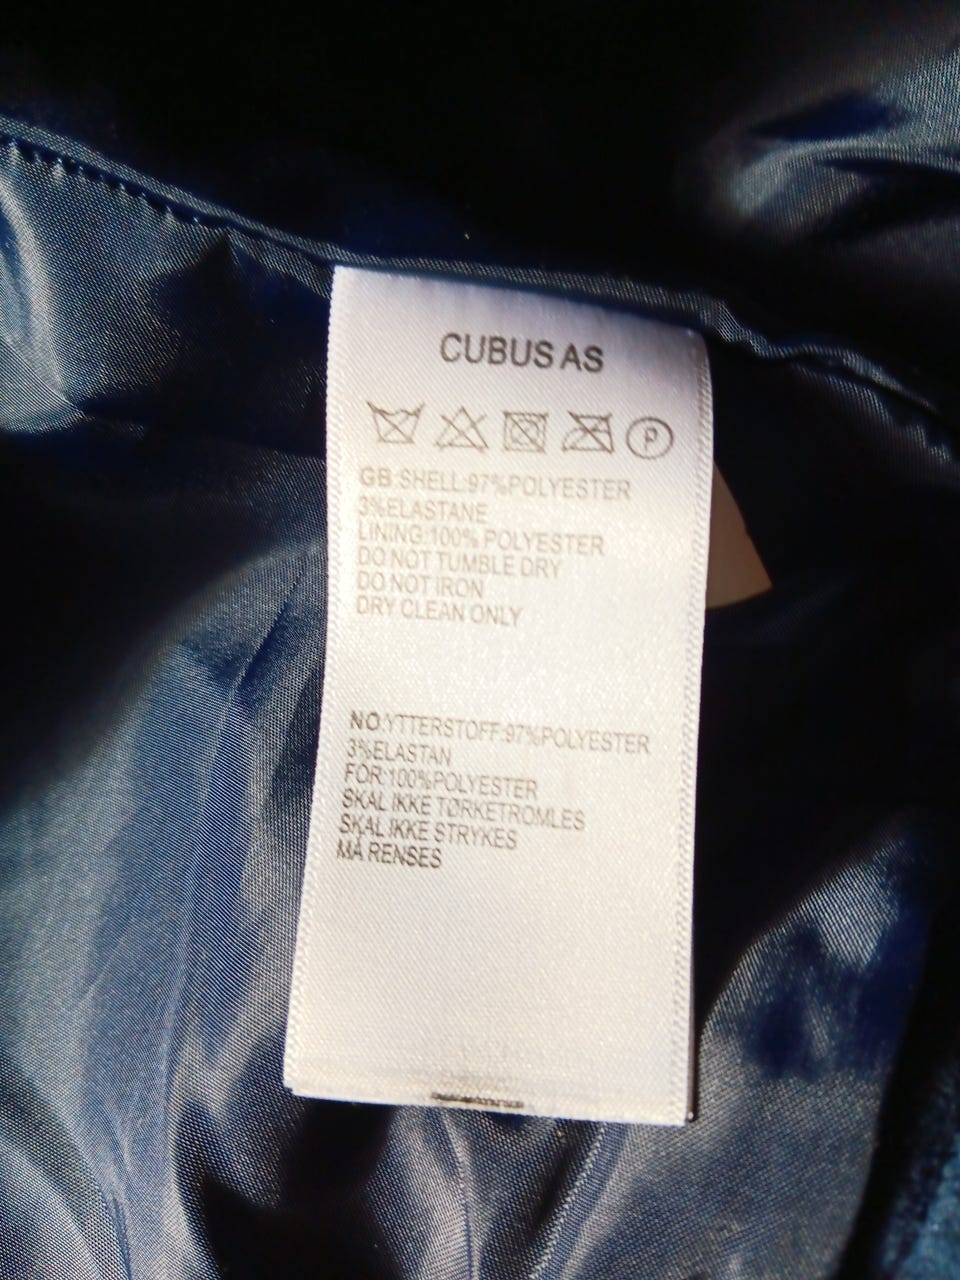 CUBUS AS
P
GB:SHELL:97%POLYESTER
3%ELASTANE
LINING:100% POLYESTER
DO NOT TUMBLE DRY
DO NOT IRON
DRY CLEAN ONLY
NO:YTTERSTOFF:97%POLYESTER
3%ELASTAN
FOR:100%POLYESTER
SKAL IKKE TØRKETROMLES
SKAL IKKE STRYKES
MÅ RENSES